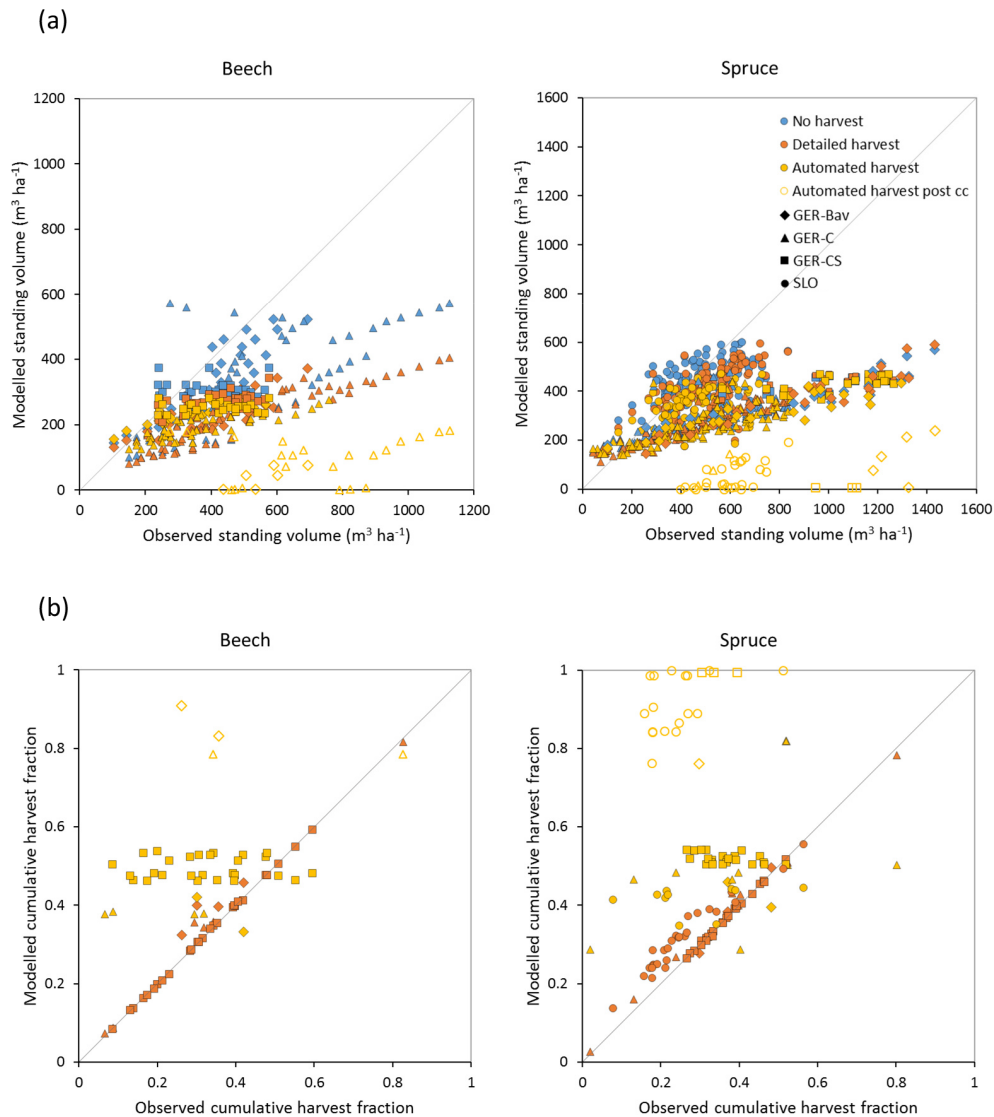 (a)
Beech
Spruce
1200
1000
800
600
400
200
0
Modelled standing volume (m³ ha⁻¹)
0 200 400 600 800 1000 1200
Observed standing volume (m³ ha⁻¹)
1600
1400
1200
1000
800
600
400
200
0
Modelled standing volume (m³ ha⁻¹)
No harvest
Detailed harvest
Automated harvest
Automated harvest post cc
GER-Bav
GER-C
GER-CS
SLO
0 200 400 600 800 1000 1200 1400 1600
Observed standing volume (m³ ha⁻¹)
(b)
Beech
Spruce
1
0.8
0.6
0.4
0.2
0
Modelled cumulative harvest fraction
0 0.2 0.4 0.6 0.8 1
Observed cumulative harvest fraction
1
0.8
0.6
0.4
0.2
0
Modelled cumulative harvest fraction
0 0.2 0.4 0.6 0.8 1
Observed cumulative harvest fraction